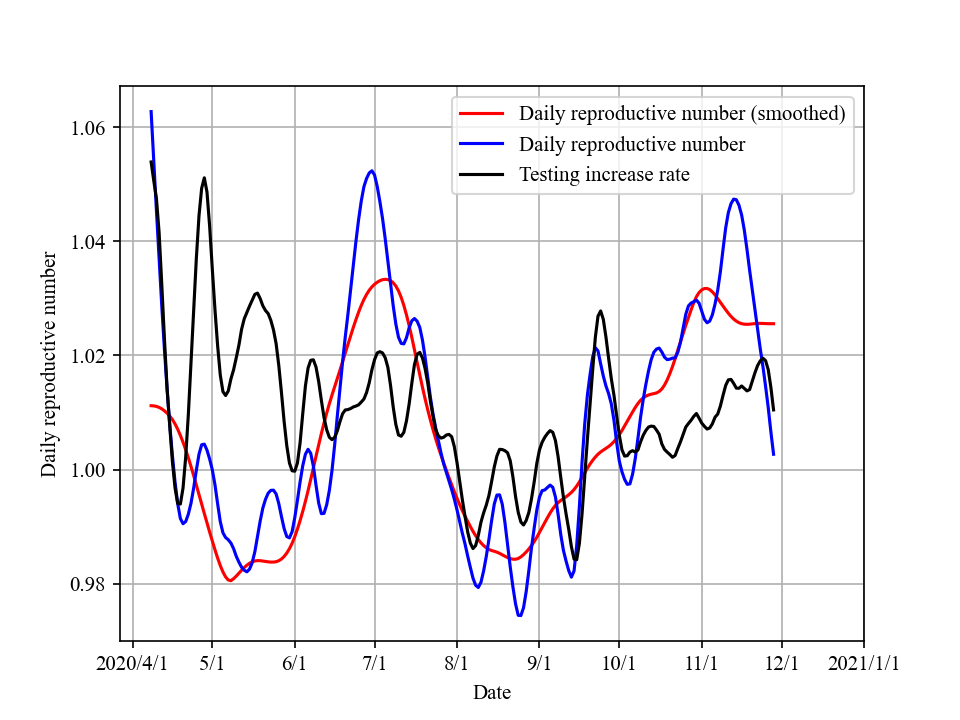 Daily reproductive number (smoothed)
Daily reproductive number
Testing increase rate
1.06
1.04
1.02
1.00
0.98
Daily reproductive number
2020/4/1 5/1 6/1 7/1 8/1 9/1 10/1 11/1 12/1 2021/1/1
Date